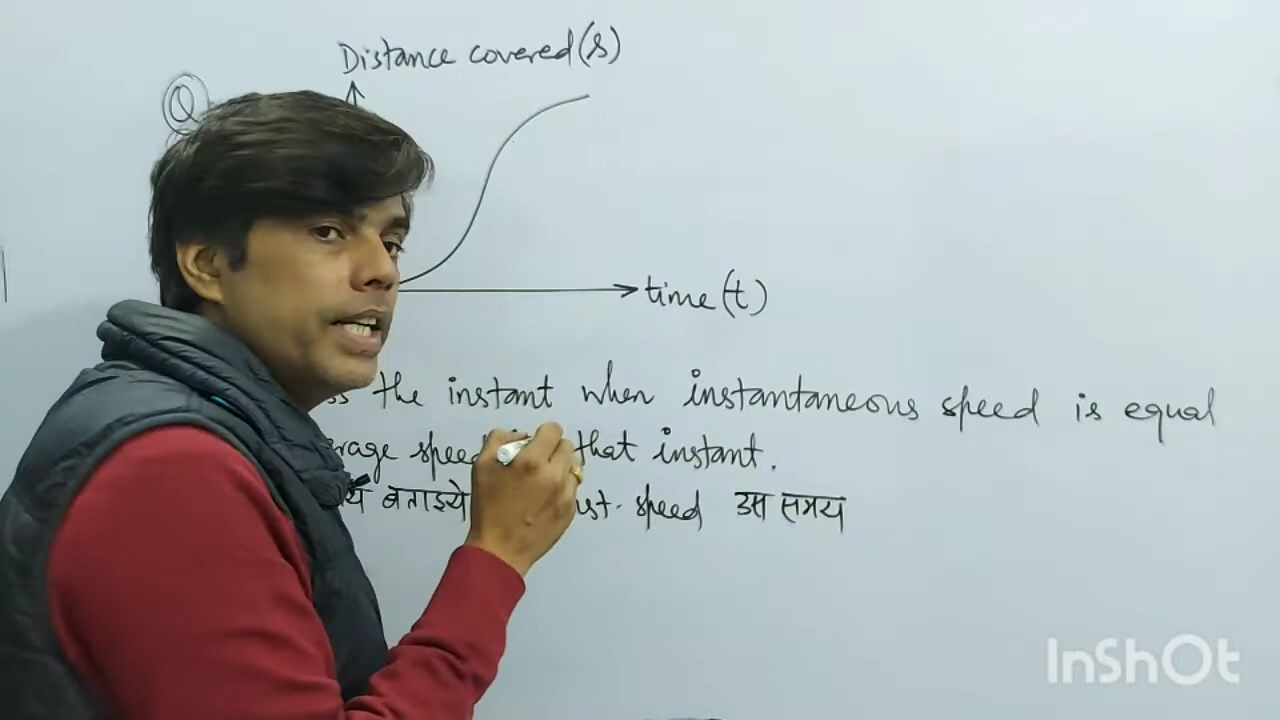 Distance covered (s)
Q
time (t)
the instant when instantaneous speed is equal
that instant.
बताइये speed उस समय
InShOt